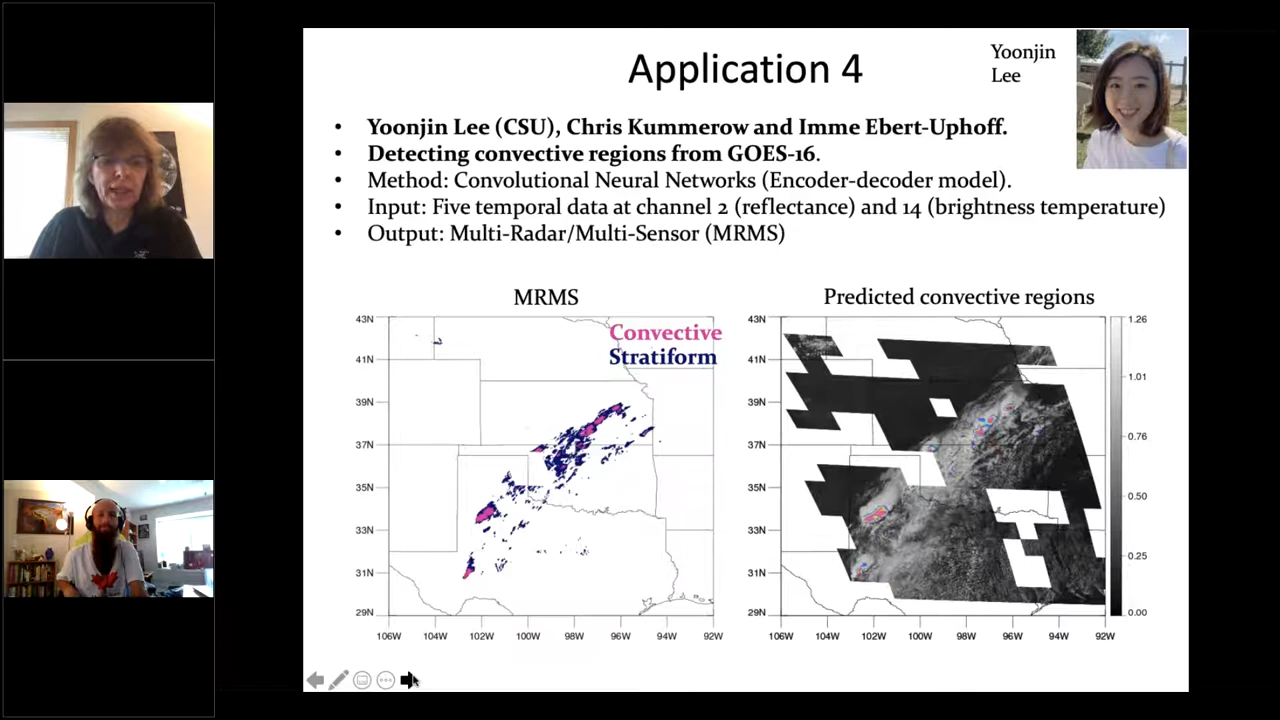 Application 4
Yoonjin
Lee
• Yoonjin Lee (CSU), Chris Kummerow and Imme Ebert-Uphoff.
• Detecting convective regions from GOES-16.
• Method: Convolutional Neural Networks (Encoder-decoder model).
• Input: Five temporal data at channel 2 (reflectance) and 14 (brightness temperature)
• Output: Multi-Radar/Multi-Sensor (MRMS)
MRMS
Convective
Stratiform
43N
41N
39N
37N
35N
33N
31N
29N
106W 104W 102W 100W 98W 96W 94W 92W
Predicted convective regions
43N
41N
39N
37N
35N
33N
31N
29N
106W 104W 102W 100W 98W 96W 94W 92W
1.26
1.01
0.76
0.50
0.25
0.00